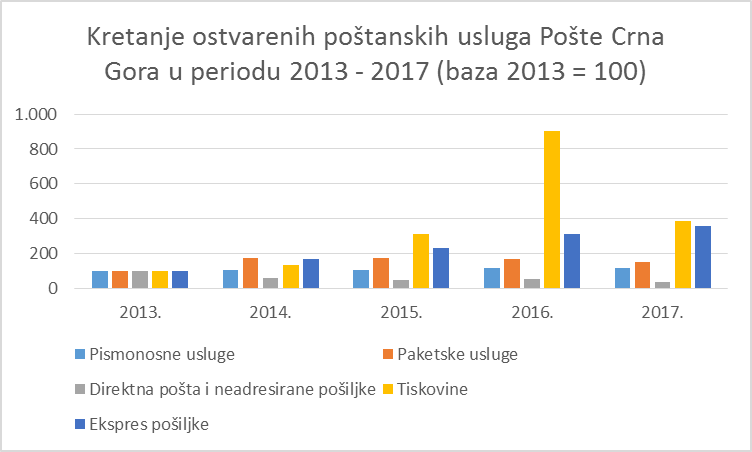 Kretanje ostvarenih poštanskih usluga Pošte Crna
Gora u periodu 2013 - 2017 (baza 2013 = 100)
1.000
800
600
400
200
0
2013. 2014. 2015. 2016. 2017.
Pismonosne usluge Paketske usluge
Direktna pošta i neadresirane pošiljke Tiskovine
Ekspres pošiljke